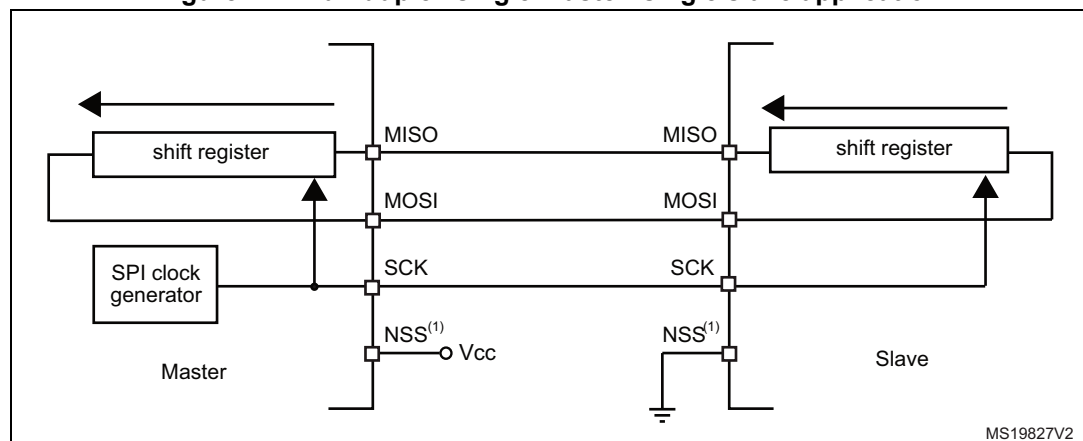 MISO
MISO
shift register
shift register
MOSI
MOSI
SPI clock
generator
SCK
SCK
NSS(1)
Vcc
NSS(1)
Master
Slave
MS19827V2